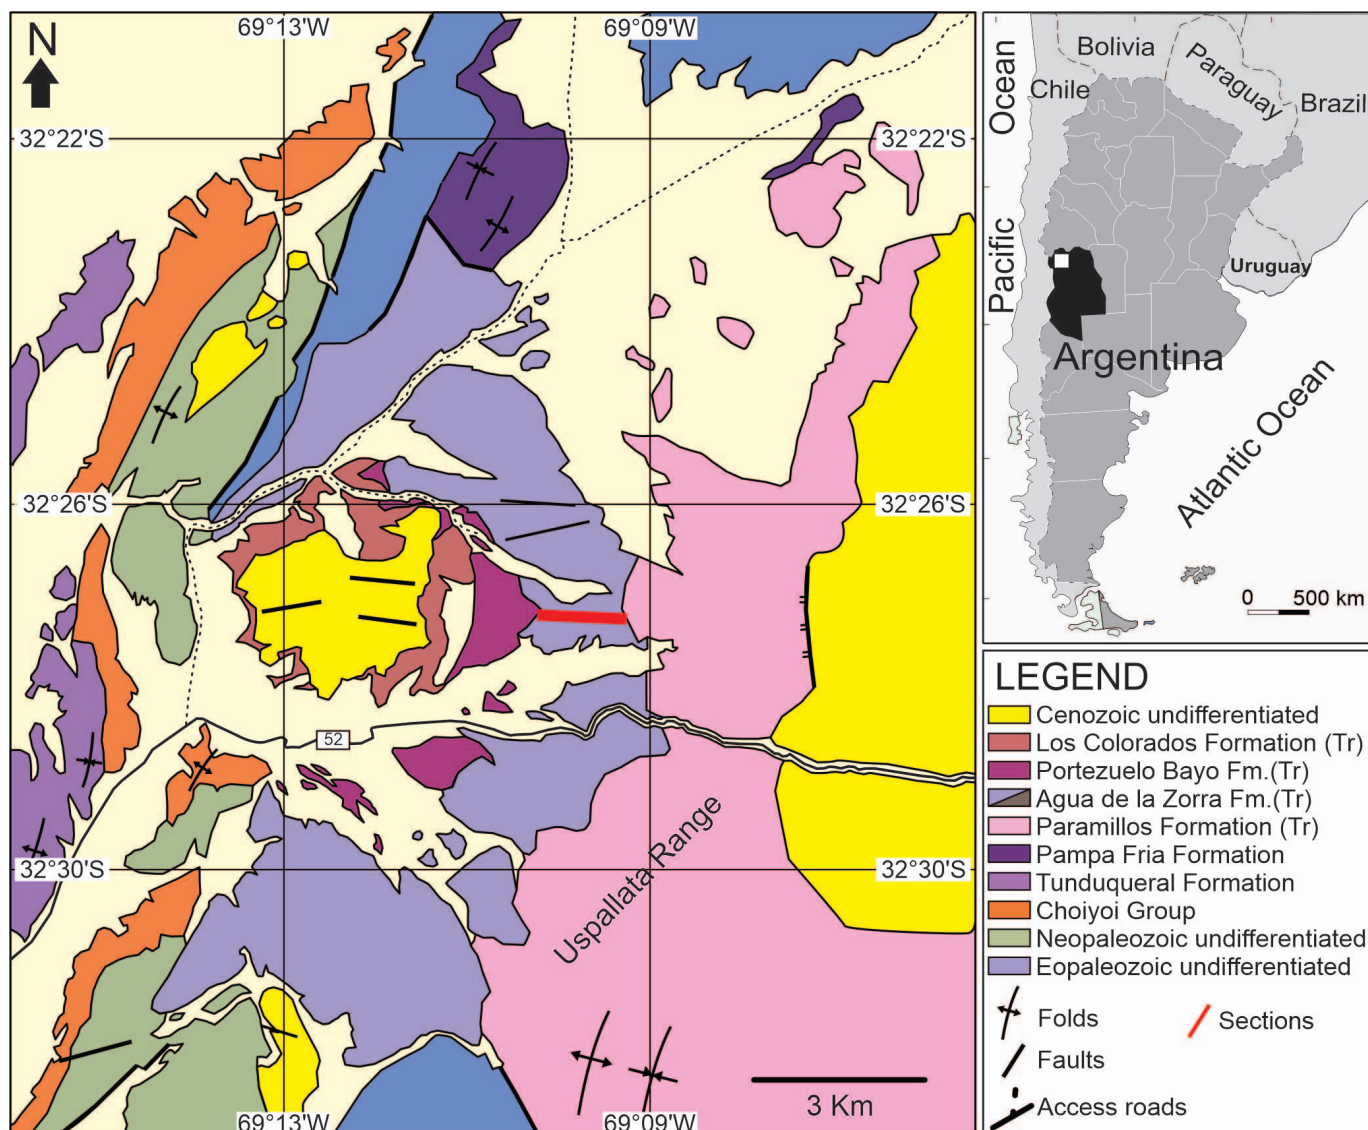 N
69°13'W
69°09'W
32°22'S
32°22'S
32°26'S
32°26'S
52
32°30'S
32°30'S
Uspallata Range
3 Km
69°13'W
69°09'W
Bolivia
Paraguay
Chile
Brazil
Pacific Ocean
Uruguay
Argentina
Atlantic Ocean
0 500 km
LEGEND
Cenozoic undifferentiated
Los Colorados Formation (Tr)
Portezuelo Bayo Fm.(Tr)
Agua de la Zorra Fm.(Tr)
Paramillos Formation (Tr)
Pampa Fria Formation
Tunduqueral Formation
Choiyoi Group
Neopaleozoic undifferentiated
Eopaleozoic undifferentiated
Folds
Sections
Faults
Access roads